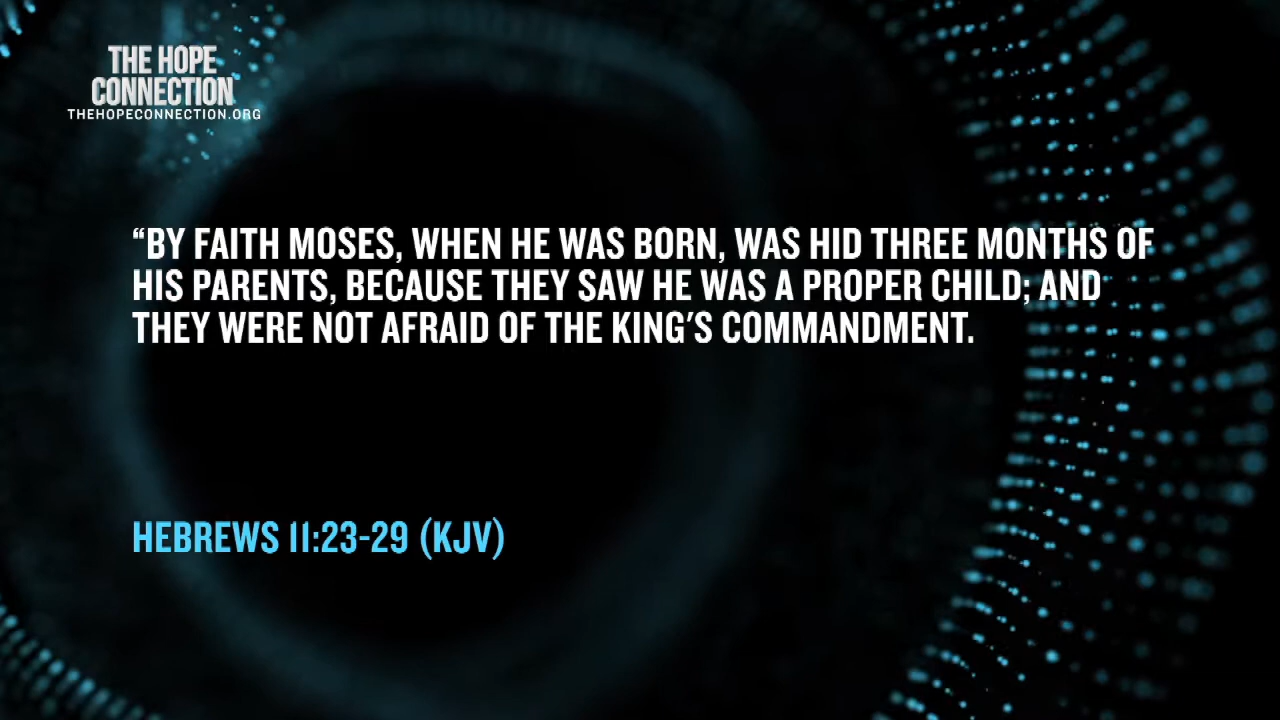 THE HOPE
CONNECTION
THEHOPECONNECTION.ORG
“BY FAITH MOSES, WHEN HE WAS BORN, WAS HID THREE MONTHS OF
HIS PARENTS, BECAUSE THEY SAW HE WAS A PROPER CHILD; AND
THEY WERE NOT AFRAID OF THE KING'S COMMANDMENT.
HEBREWS 11:23-29 (KJV)